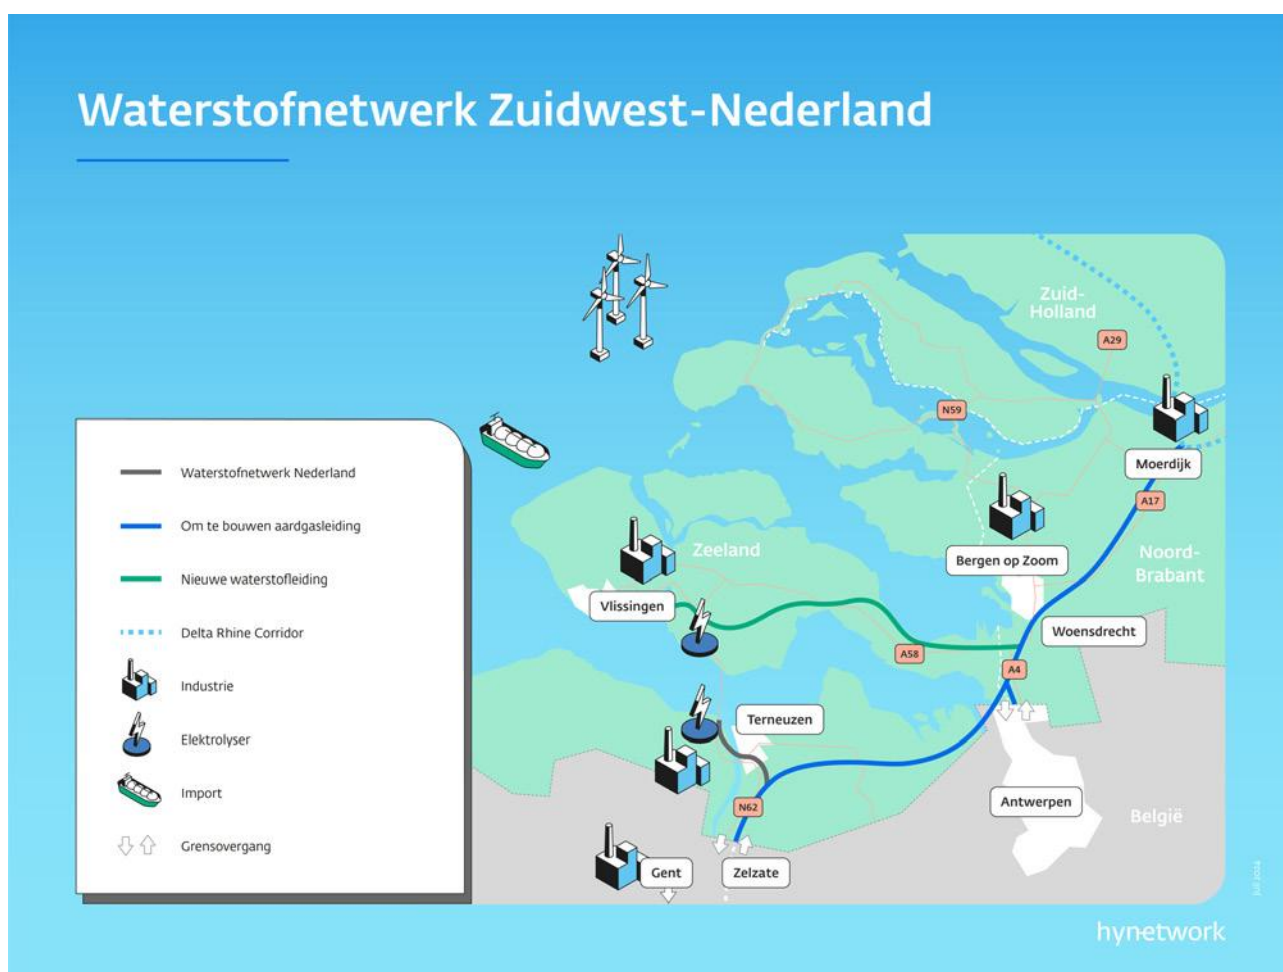 Waterstofnetwerk Zuidwest-Nederland
Zuid-
Holland
A29
N59
Moerdijk
A17
Waterstofnetwerk Nederland
Om te bouwen aardgasleiding
Nieuwe waterstofleiding
Delta Rhine Corridor
Industrie
Elektrolyser
Import
Grensovergang
Zeeland
Bergen op Zoom
Noord-
Brabant
Vlissingen
Woensdrecht
A58
A4
Terneuzen
N62
Antwerpen
België
Gent
Zelzate
juli 2024
hynetwork